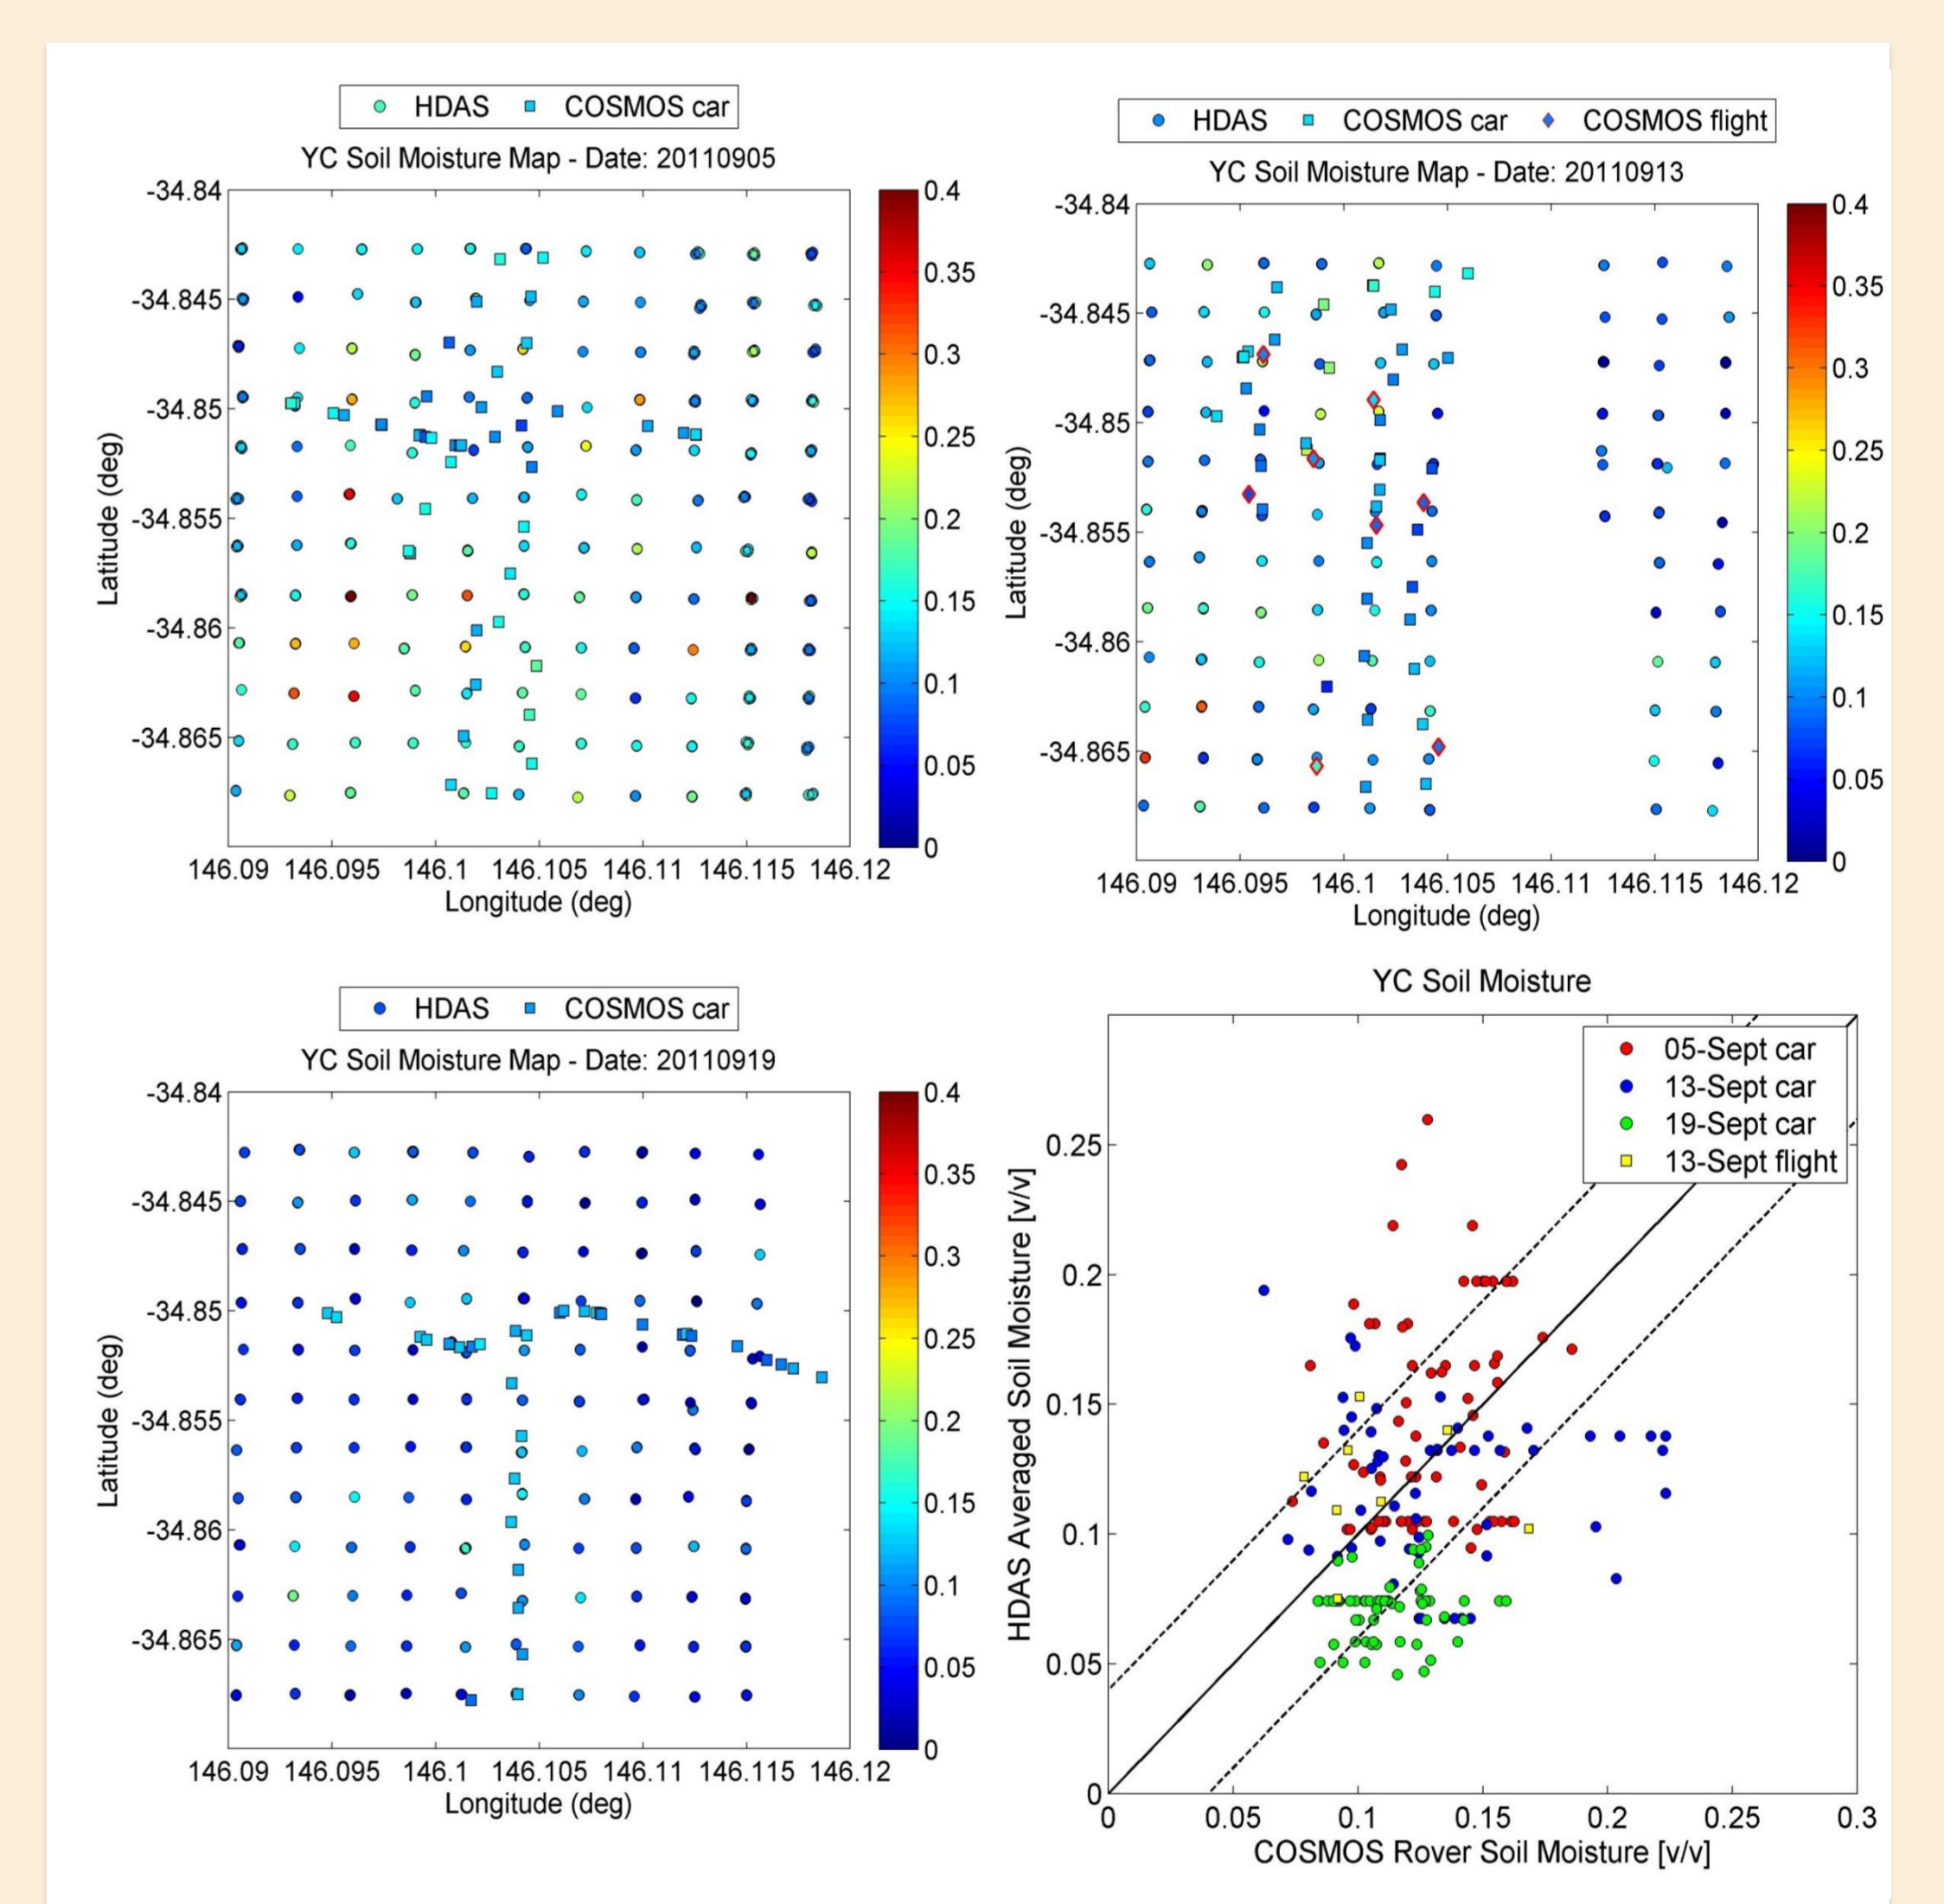 HDAS COSMOS car
YC Soil Moisture Map - Date: 20110905
-34.84
-34.845
-34.85
-34.855
-34.86
-34.865
Latitude (deg)
146.09 146.095 146.1 146.105 146.11 146.115 146.12
Longitude (deg)
0.4
0.35
0.3
0.25
0.2
0.15
0.1
0.05
0
HDAS COSMOS car COSMOS flight
YC Soil Moisture Map - Date: 20110913
-34.84
-34.845
-34.85
-34.855
-34.86
-34.865
Latitude (deg)
146.09 146.095 146.1 146.105 146.11 146.115 146.12
Longitude (deg)
0.4
0.35
0.3
0.25
0.2
0.15
0.1
0.05
0
HDAS COSMOS car
YC Soil Moisture Map - Date: 20110919
-34.84
-34.845
-34.85
-34.855
-34.86
-34.865
Latitude (deg)
146.09 146.095 146.1 146.105 146.11 146.115 146.12
Longitude (deg)
0.4
0.35
0.3
0.25
0.2
0.15
0.1
0.05
0
YC Soil Moisture
05-Sept car
13-Sept car
19-Sept car
13-Sept flight
0.25
0.2
0.15
0.1
0.05
0
HDAS Averaged Soil Moisture [v/v]
0 0.05 0.1 0.15 0.2 0.25 0.3
COSMOS Rover Soil Moisture [v/v]